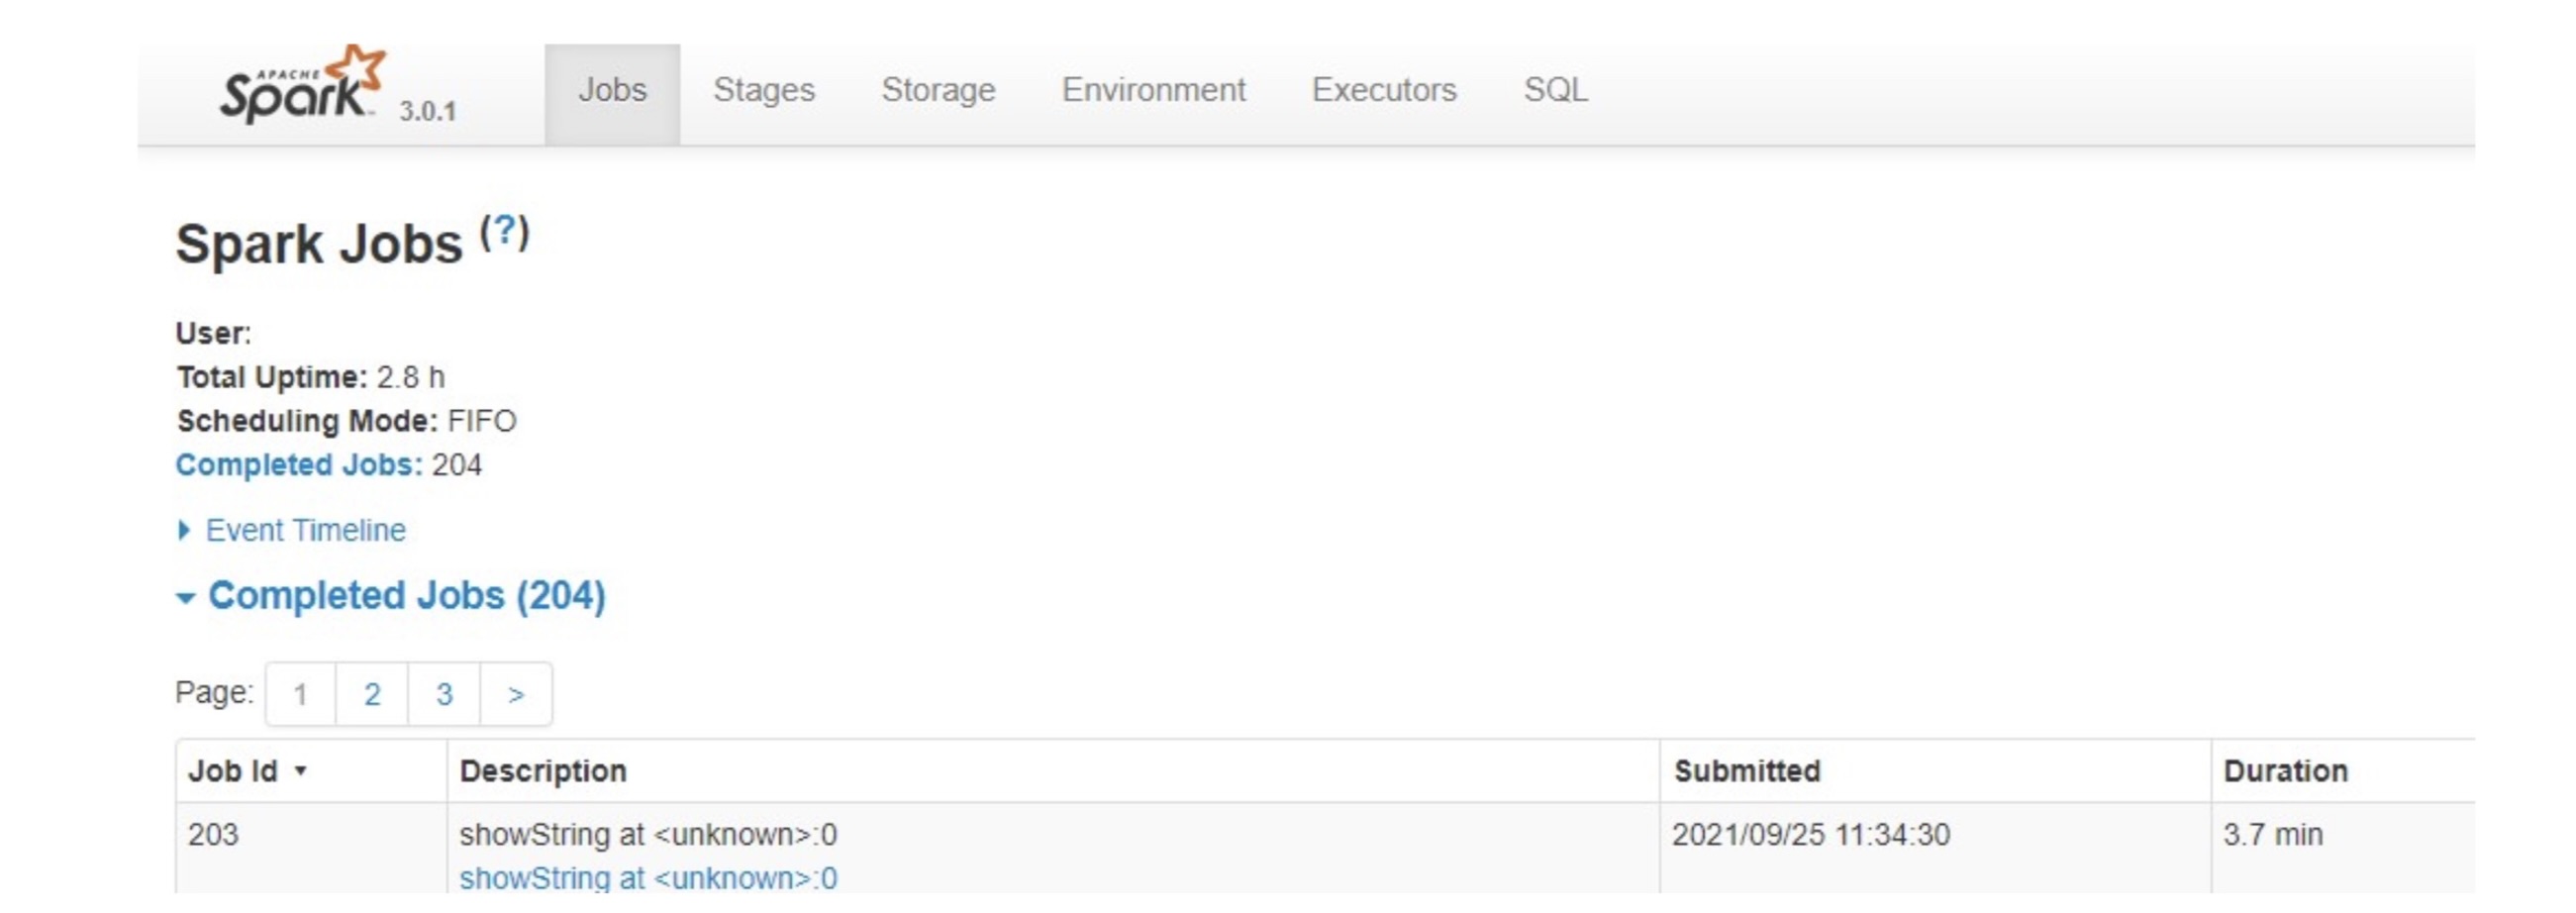 APACHE Spark™ 3.0.1 Jobs Stages Storage Environment Executors SQL
Spark Jobs (?)
User:
Total Uptime: 2.8 h
Scheduling Mode: FIFO
Completed Jobs: 204
Event Timeline
Completed Jobs (204)
Page: 1 2 3 >
Job Id Description Submitted Duration
203 showString at <unknown>:0 2021/09/25 11:34:30 3.7 min
showString at <unknown>:0